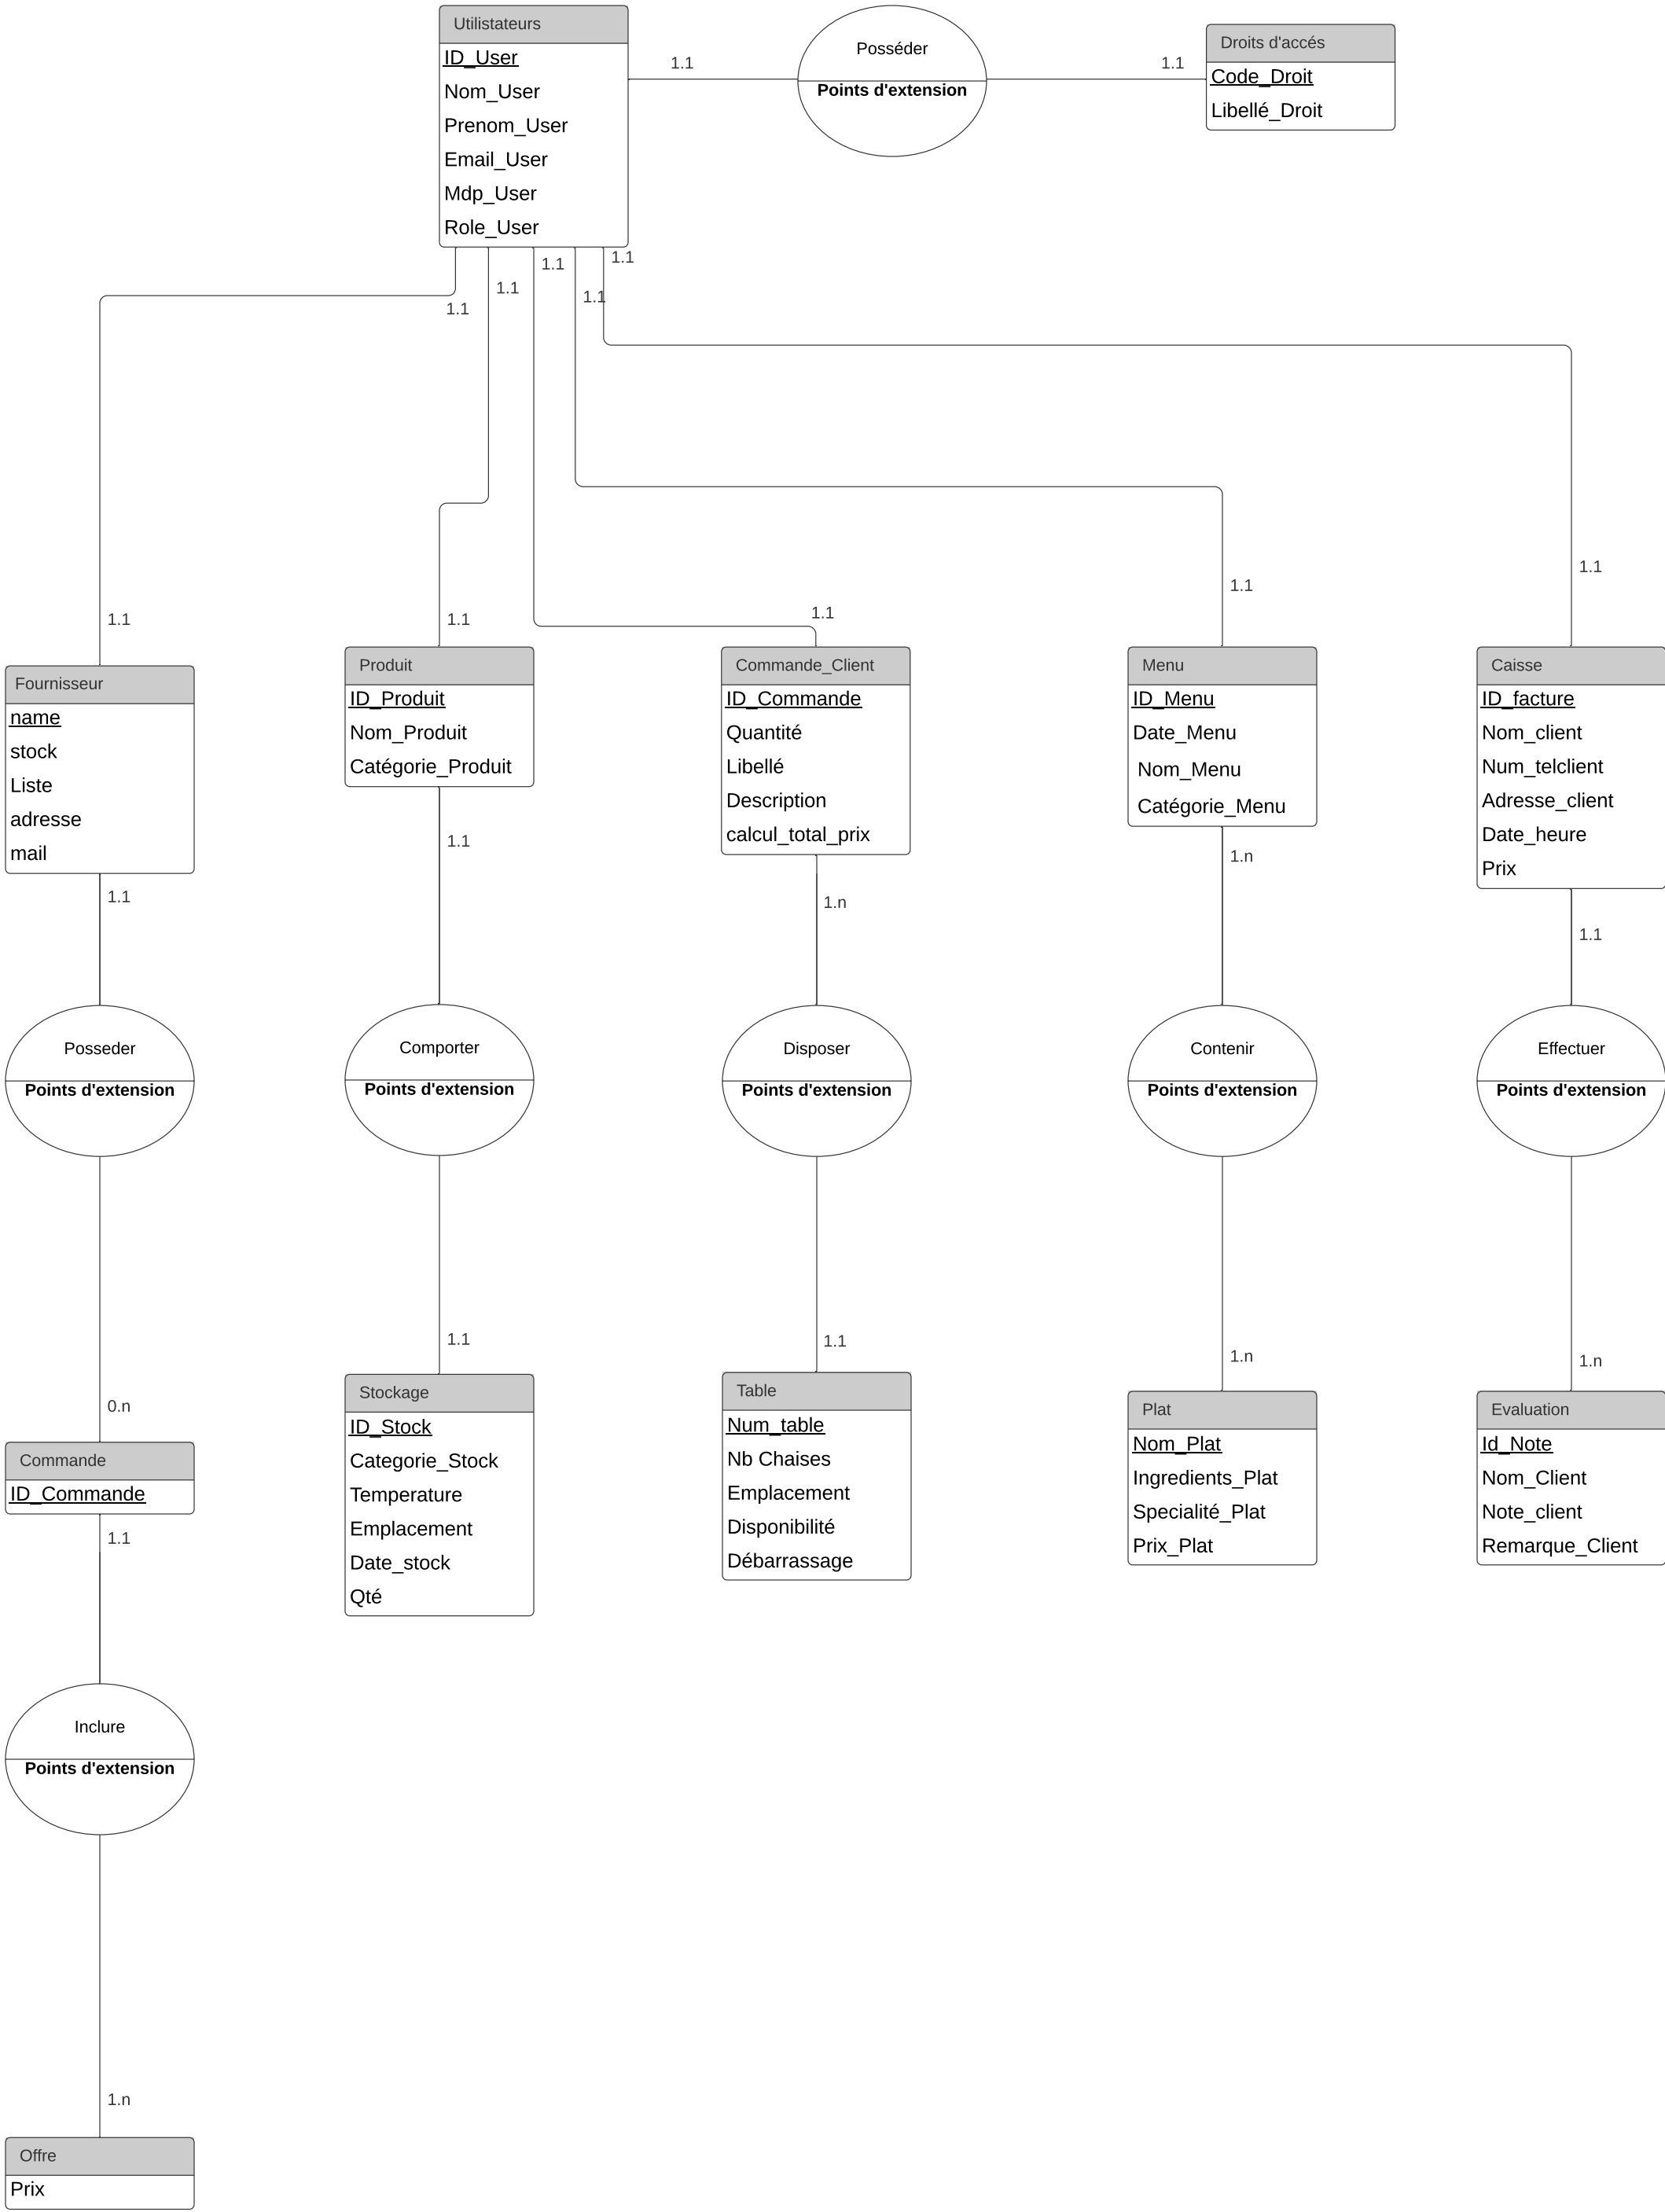 Utilistateurs
ID_User
Nom_User
Prenom_User
Email_User
Mdp_User
Role_User
1.1
Posséder
Points d'extension
1.1
Droits d'accés
Code_Droit
Libellé_Droit
1.1
1.1
1.1
1.1
1.1
1.1
1.1
1.1
1.1
1.1
Fournisseur
name
stock
Liste
adresse
mail
Produit
ID_Produit
Nom_Produit
Catégorie_Produit
Commande_Client
ID_Commande
Quantité
Libellé
Description
calcul_total_prix
Menu
ID_Menu
Date_Menu
Nom_Menu
Catégorie_Menu
Caisse
ID_facture
Nom_client
Num_telclient
Adresse_client
Date_heure
Prix
1.1
1.1
1.n
1.n
1.1
Posseder
Points d'extension
Comporter
Points d'extension
Disposer
Points d'extension
Contenir
Points d'extension
Effectuer
Points d'extension
0.n
1.1
1.1
1.n
1.n
Commande
ID_Commande
Stockage
ID_Stock
Categorie_Stock
Temperature
Emplacement
Date_stock
Qté
Table
Num_table
Nb Chaises
Emplacement
Disponibilité
Débarrassage
Plat
Nom_Plat
Ingredients_Plat
Specialité_Plat
Prix_Plat
Evaluation
Id_Note
Nom_Client
Note_client
Remarque_Client
1.1
Inclure
Points d'extension
1.n
Offre
Prix